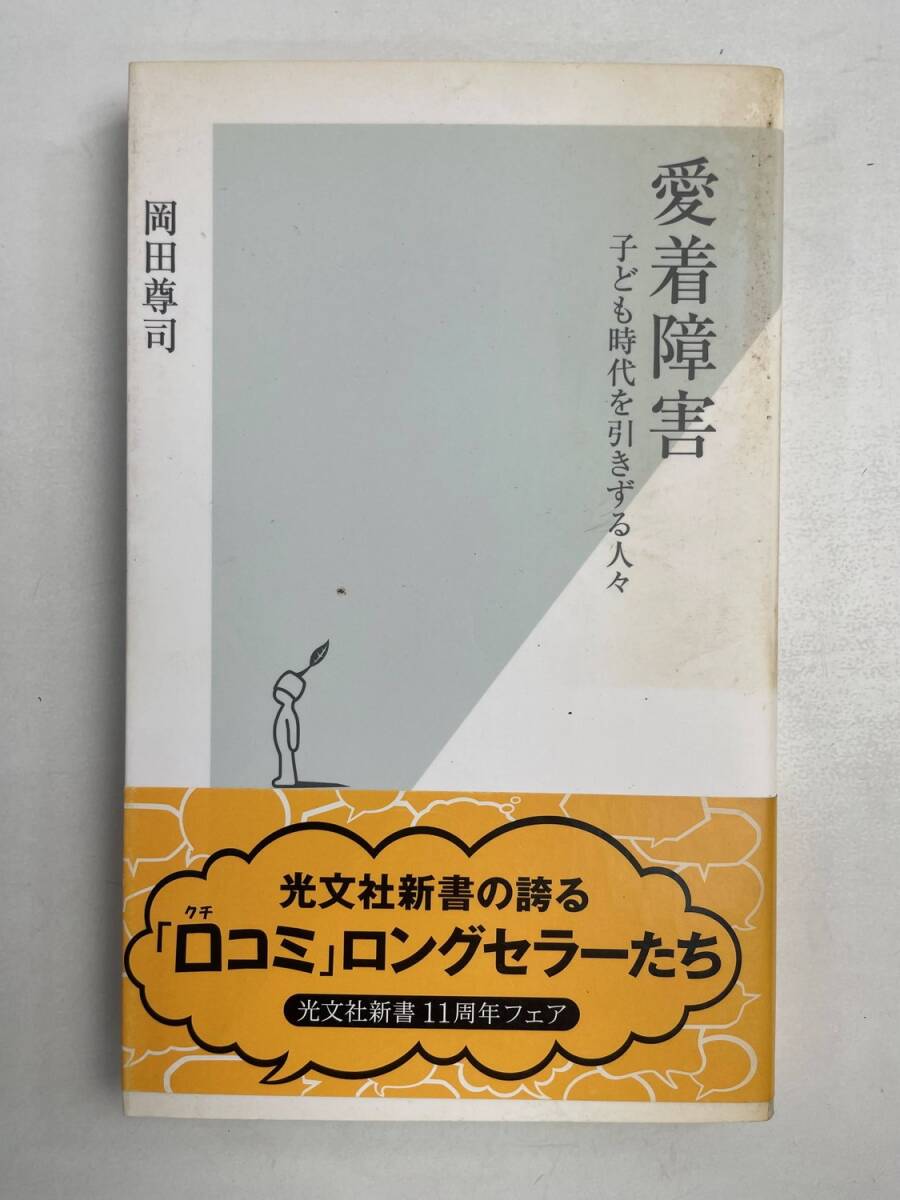 愛着障害
子ども時代を引きずる人々
岡田尊司
光文社新書の誇る
クチ
「口コミ」ロングセラーたち
光文社新書 11周年フェア